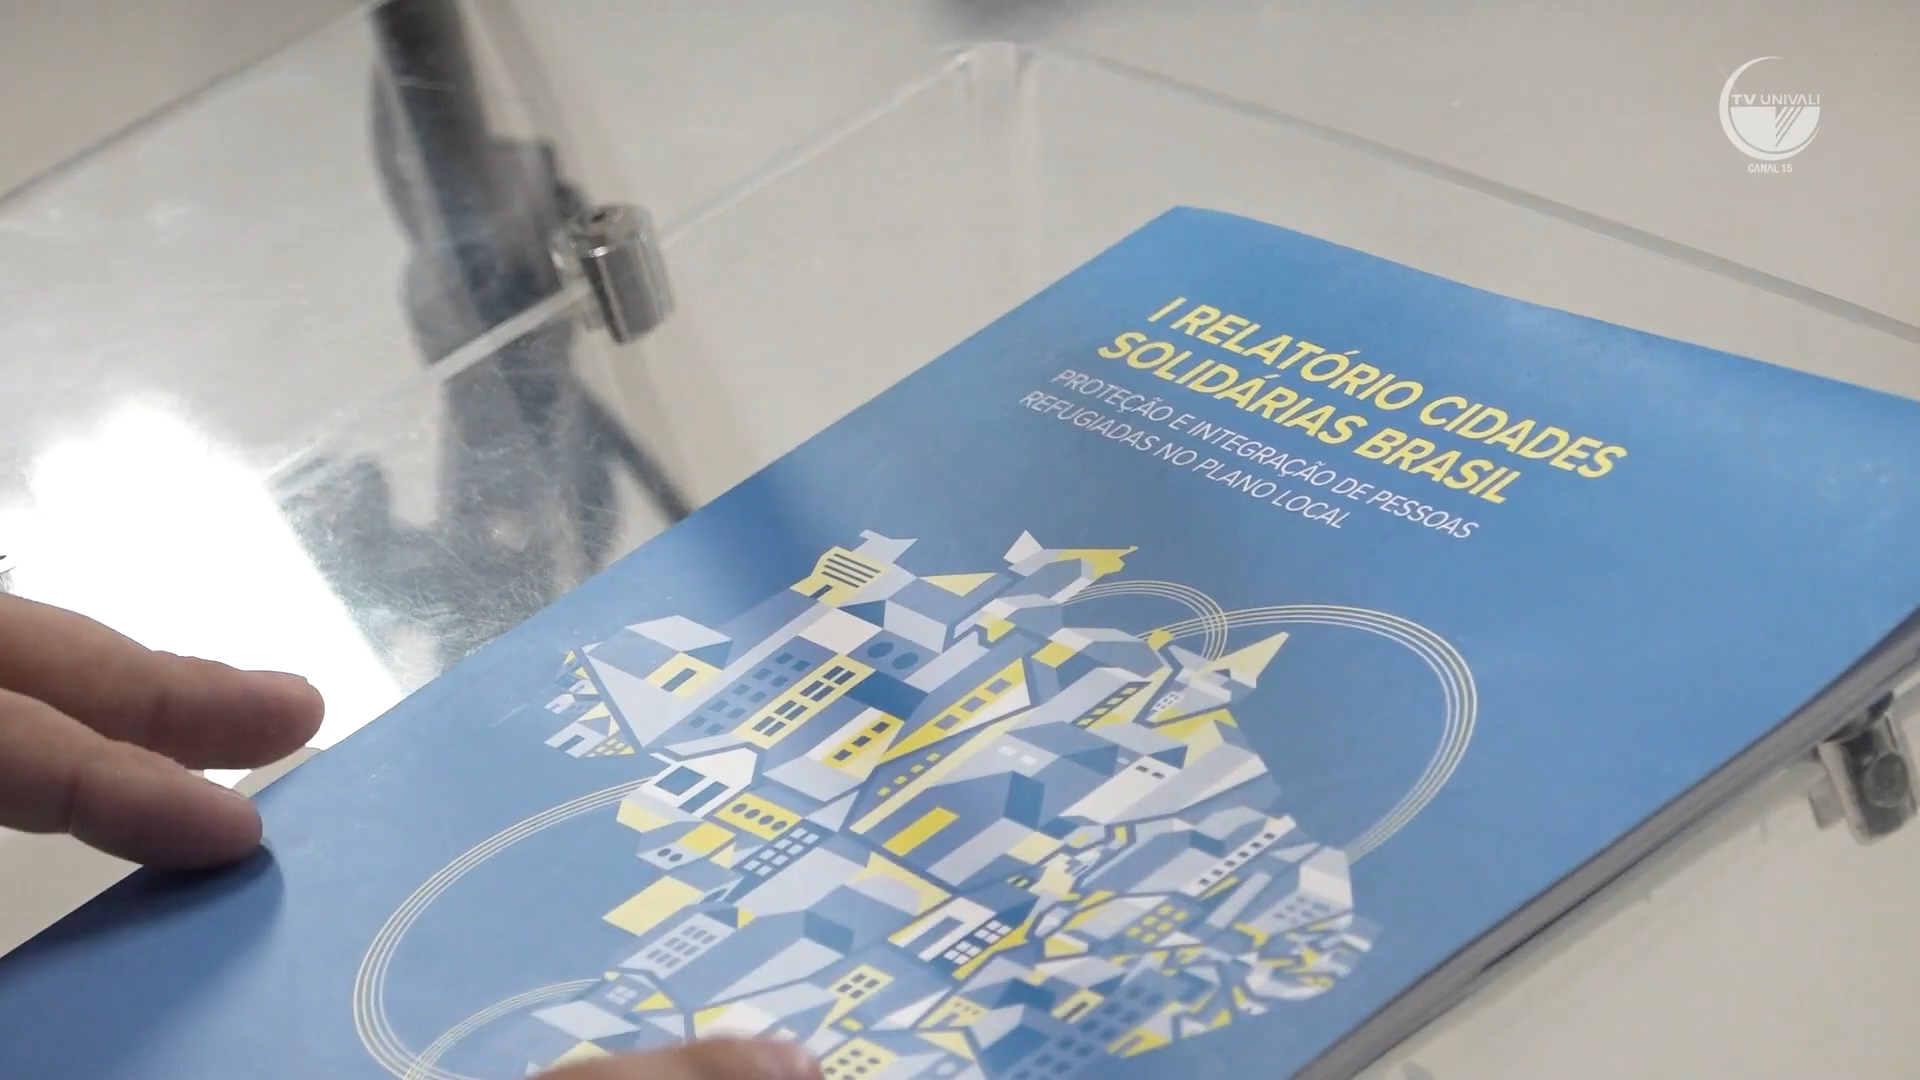 TV UNIVALI
CANAL 15
I RELATÓRIO CIDADES
SOLIDÁRIAS BRASIL
PROTEÇÃO E INTEGRAÇÃO DE PESSOAS
REFUGIADAS NO PLANO LOCAL